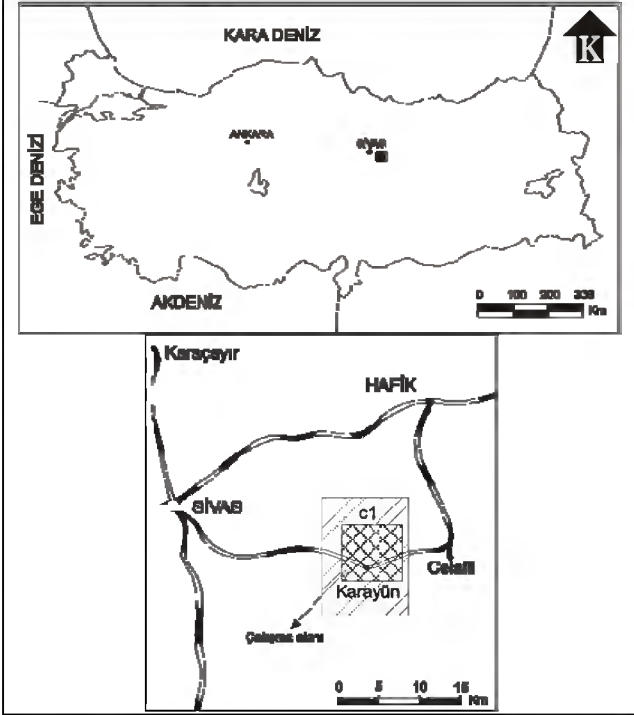 KARA DENİZ
K
EGE DENİZİ
ANKARA
SİVAS
AKDENİZ
0 100 200 300
Km
Karaçayır
HAFİK
SİVAS
c1
Celalli
Karayün
Çalışma alanı
0 5 10 15
Km